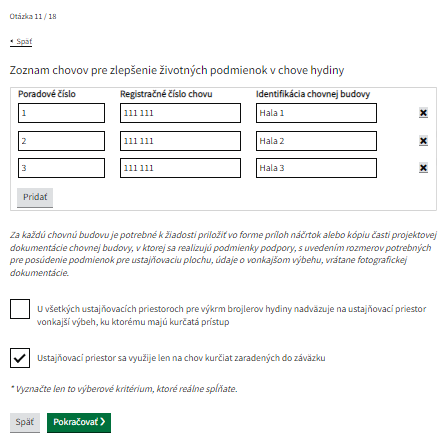 Otázka 11 / 18
Späť
Zoznam chovov pre zlepšenie životných podmienok v chove hydiny
Poradové číslo Registračné číslo chovu Identifikácia chovnej budovy
1 111 111 Hala 1
2 111 111 Hala 2
3 111 111 Hala 3
Pridať
Za každú chovnú budovu je potrebné k žiadosti priložiť vo forme príloh náčrtok alebo kópiu časti projektovej
dokumentácie chovnej budovy, v ktorej sa realizujú podmienky podpory, s uvedením rozmerov potrebných
pre posúdenie podmienok pre ustajňovaciu plochu, údaje o vonkajšom výbehu, vrátane fotografickej
dokumentácie.
U všetkých ustajňovacích priestoroch pre výkrm brojlerov hydiny nadväzuje na ustajňovací priestor
vonkajší výbeh, ku ktorému majú kurčatá prístup
Ustajňovací priestor sa využije len na chov kurčiat zaradených do záväzku
* Vyznačte len to výberové kritérium, ktoré reálne spĺňate.
Späť Pokračovať